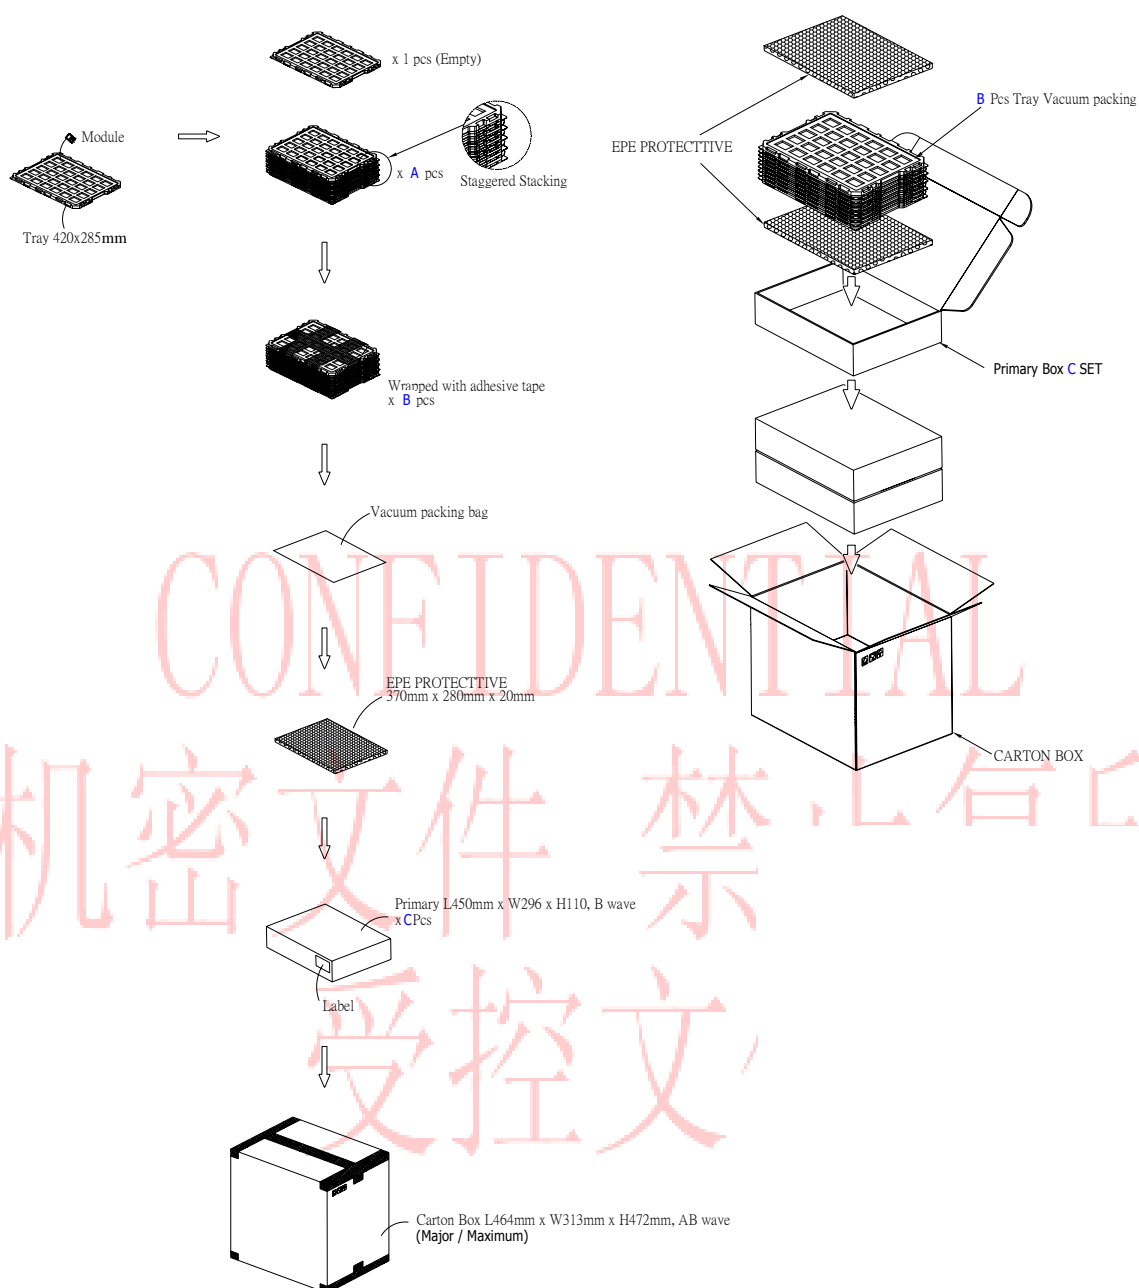 x 1 pcs (Empty)
Module
x A pcs
Staggered Stacking
Tray 420x285mm
Wrapped with adhesive tape
x B pcs
Vacuum packing bag
EPE PROTECTTIVE
370mm x 280mm x 20mm
Primary L450mm x W296 x H110, B wave
x C Pcs
Label
Carton Box L464mm x W313mm x H472mm, AB wave
(Major / Maximum)
B Pcs Tray Vacuum packing
EPE PROTECTTIVE
Primary Box C SET
CARTON BOX
CONFIDENTIAL
机密文件 禁
受控文